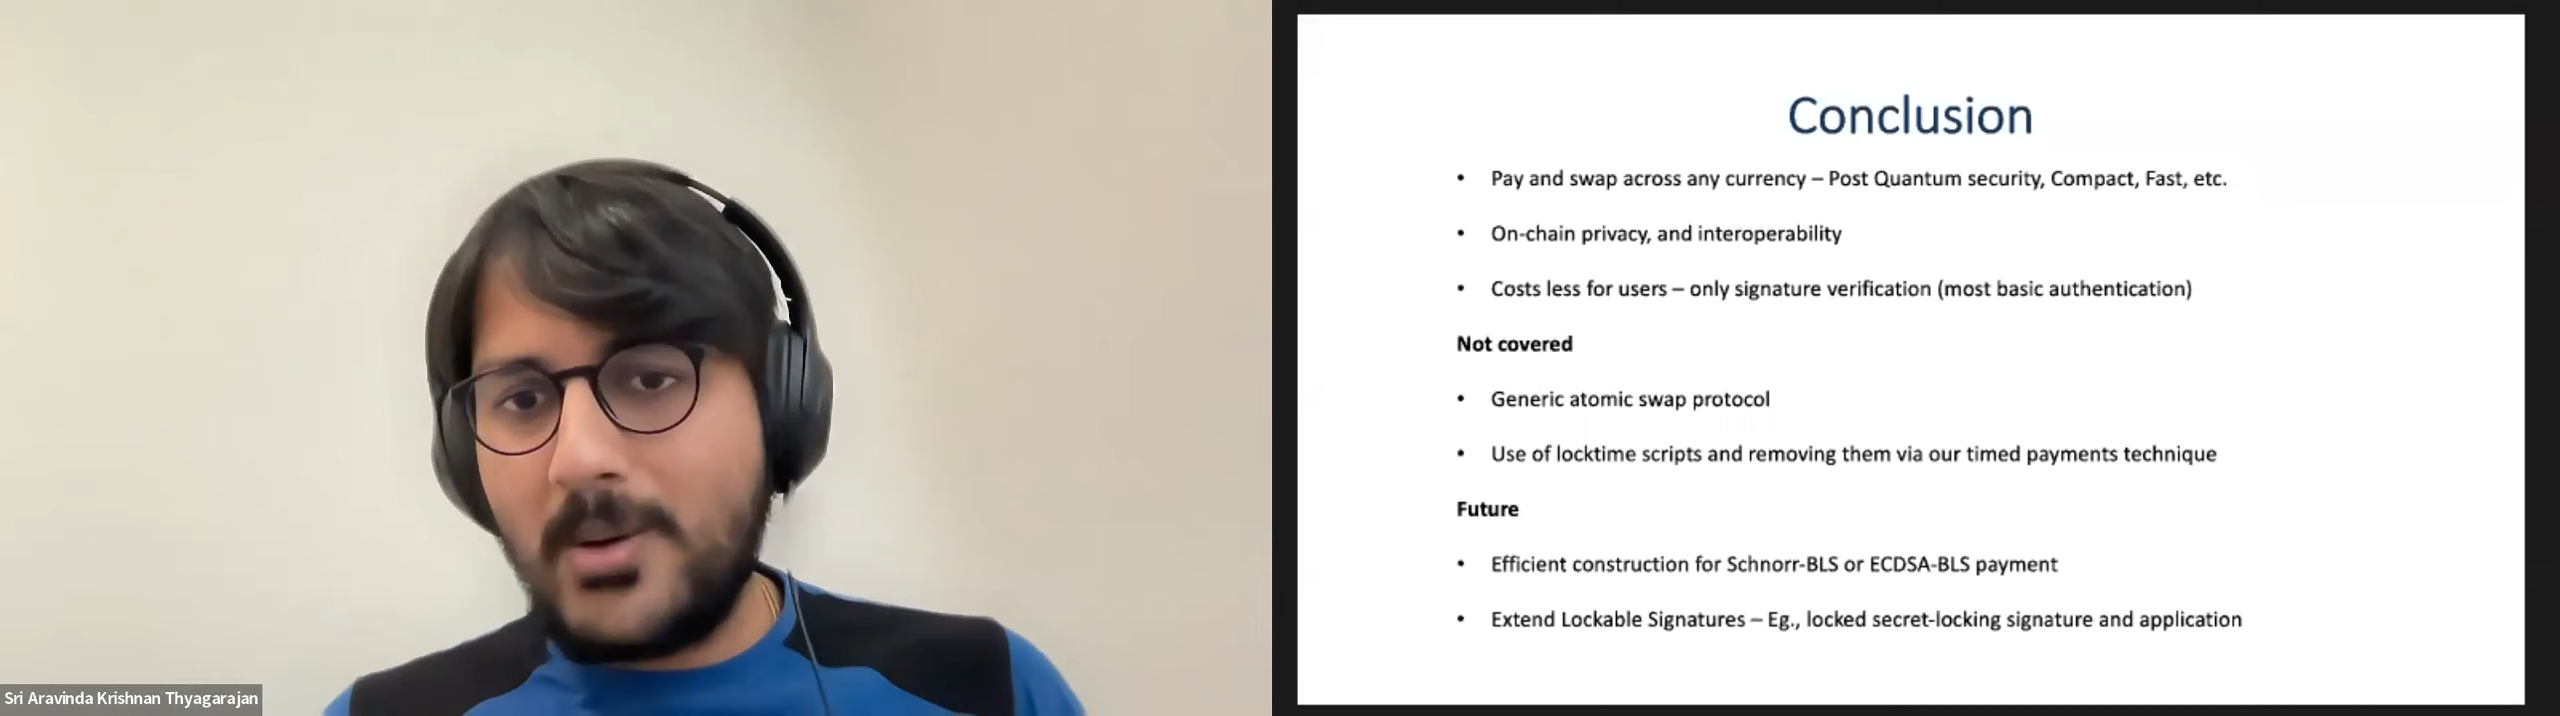 Sri Aravinda Krishnan Thyagarajan
Conclusion
• Pay and swap across any currency – Post Quantum security, Compact, Fast, etc.
• On-chain privacy, and interoperability
• Costs less for users – only signature verification (most basic authentication)
Not covered
• Generic atomic swap protocol
• Use of locktime scripts and removing them via our timed payments technique
Future
• Efficient construction for Schnorr-BLS or ECDSA-BLS payment
• Extend Lockable Signatures – Eg., locked secret-locking signature and application